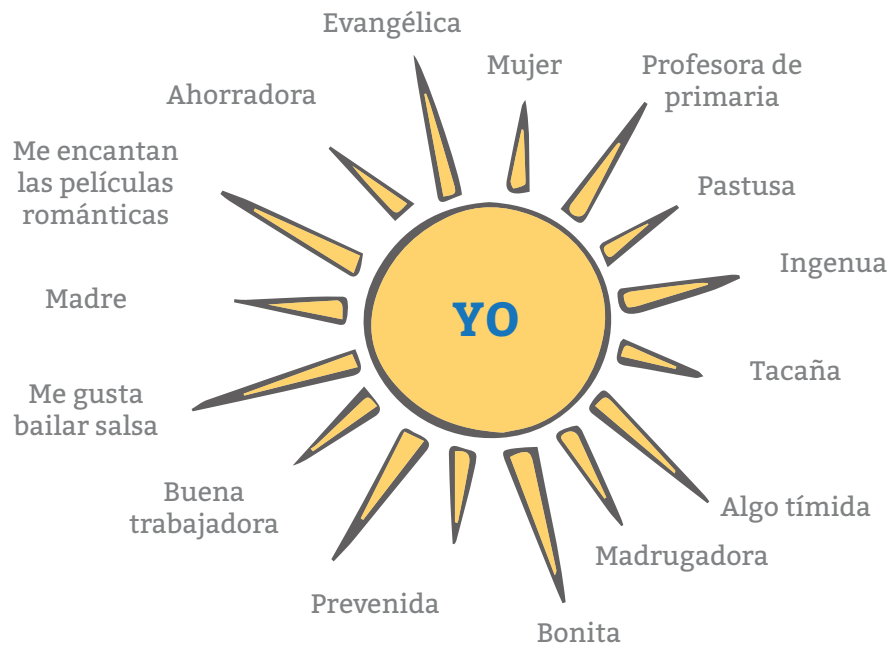 Evangélica
Mujer
Profesora de
primaria
Ahorradora
Me encantan
las películas
románticas
Pastusa
Ingenua
Madre
YO
Tacaña
Me gusta
bailar salsa
Buena
trabajadora
Algo tímida
Madrugadora
Prevenida
Bonita